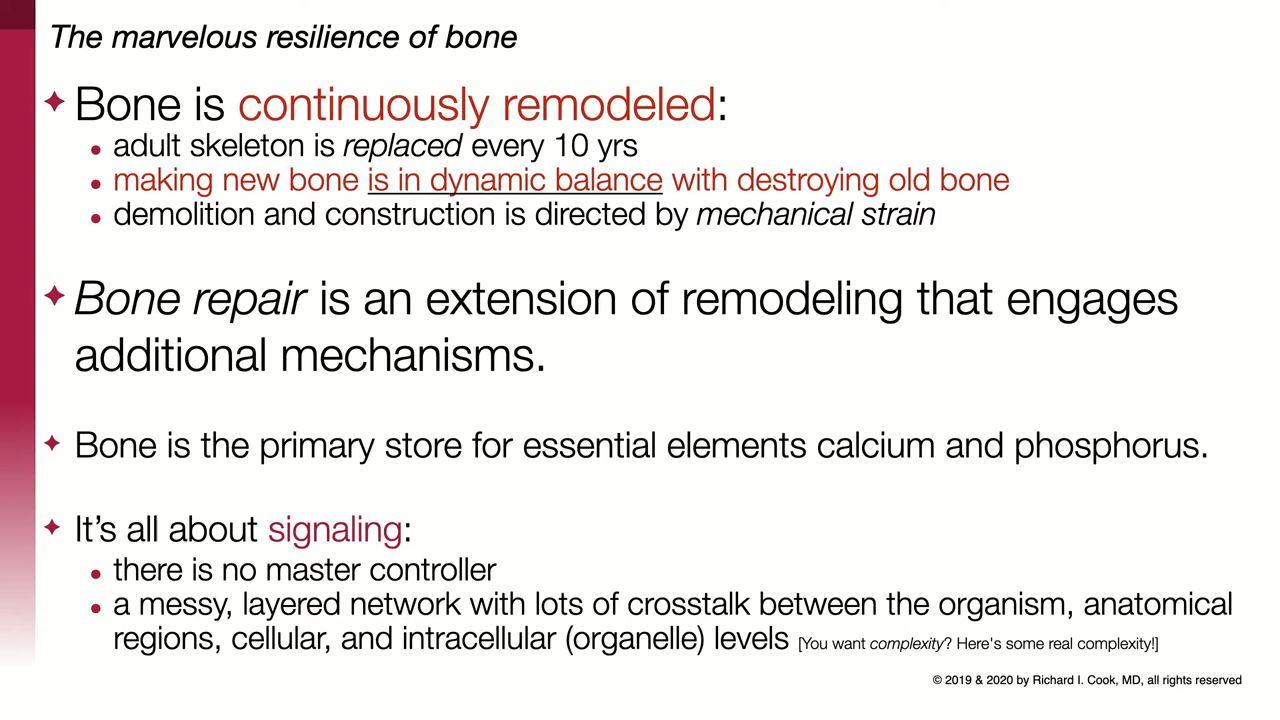 The marvelous resilience of bone
Bone is continuously remodeled:
adult skeleton is replaced every 10 yrs
making new bone is in dynamic balance with destroying old bone
demolition and construction is directed by mechanical strain
Bone repair is an extension of remodeling that engages
additional mechanisms.
Bone is the primary store for essential elements calcium and phosphorus.
It’s all about signaling:
there is no master controller
a messy, layered network with lots of crosstalk between the organism, anatomical
regions, cellular, and intracellular (organelle) levels [You want complexity? Here's some real complexity!]
© 2019 & 2020 by Richard I. Cook, MD, all rights reserved